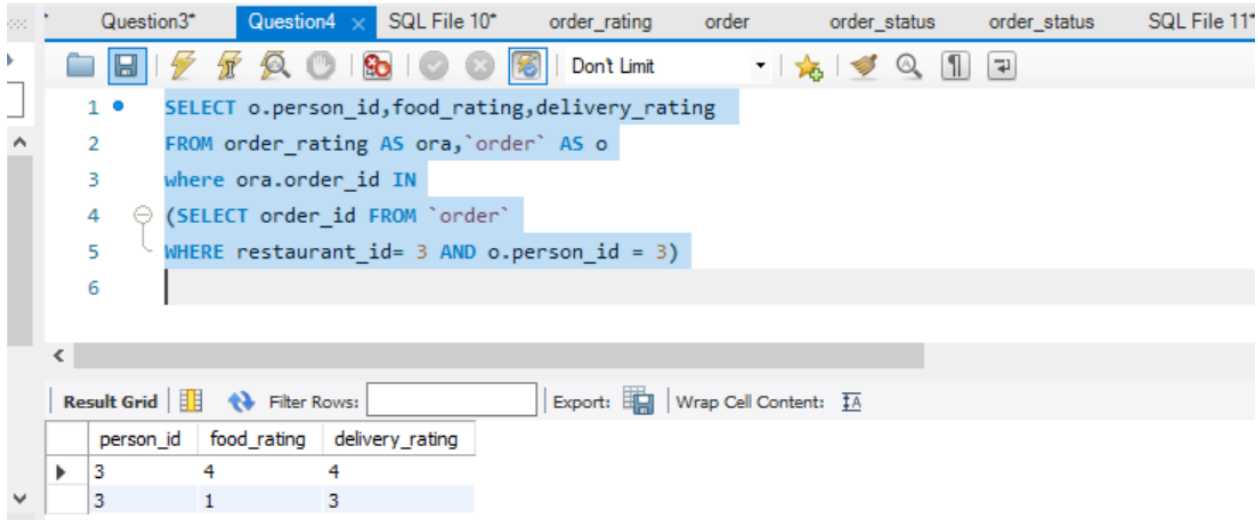 Question3*
Question4
SQL File 10*
order_rating
order
order_status
order_status
SQL File 11*
Don't Limit
1 SELECT o.person_id,food_rating,delivery_rating
2 FROM order_rating AS ora,`order` AS o
3 where ora.order_id IN
4 (SELECT order_id FROM `order`
5 WHERE restaurant_id= 3 AND o.person_id = 3)
6
Result Grid Filter Rows: Export: Wrap Cell Content: IA
person_id food_rating delivery_rating
3 4 4
3 1 3